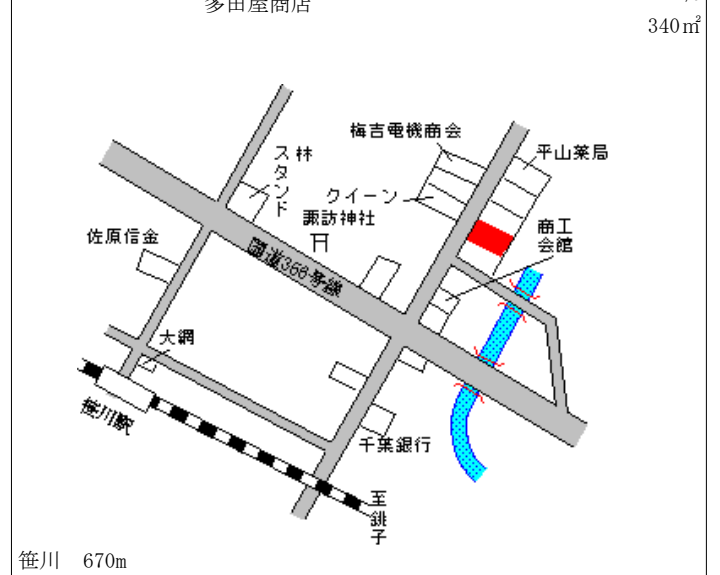 多田屋商店
340㎡
梅吉電機商会
平山薬局
林
スタンド
クイーン
諏訪神社
商工
会館
佐原信金
国道356号線
大網
笹川駅
千葉銀行
至銚子
笹川　670m